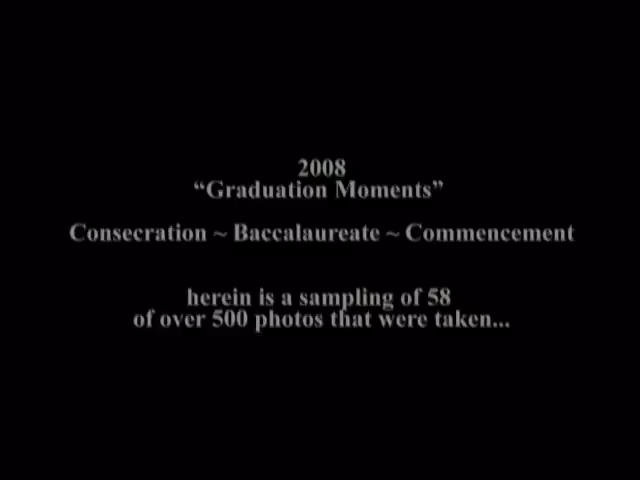 2008
“Graduation Moments”
Consecration ~ Baccalaureate ~ Commencement
herein is a sampling of 58
of over 500 photos that were taken...